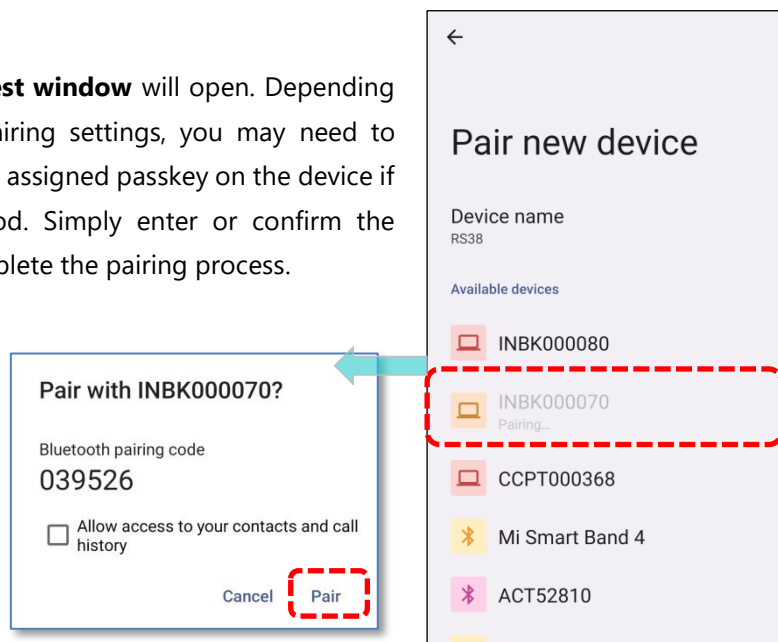 est window will open. Depending
iring settings, you may need to
assigned passkey on the device if
od. Simply enter or confirm the
plete the pairing process.
Pair with INBK000070?
Bluetooth pairing code
039526
Allow access to your contacts and call
history
Cancel Pair
Pair new device
Device name
RS38
Available devices
INBK000080
INBK000070
Pairing...
CCPT000368
Mi Smart Band 4
ACT52810